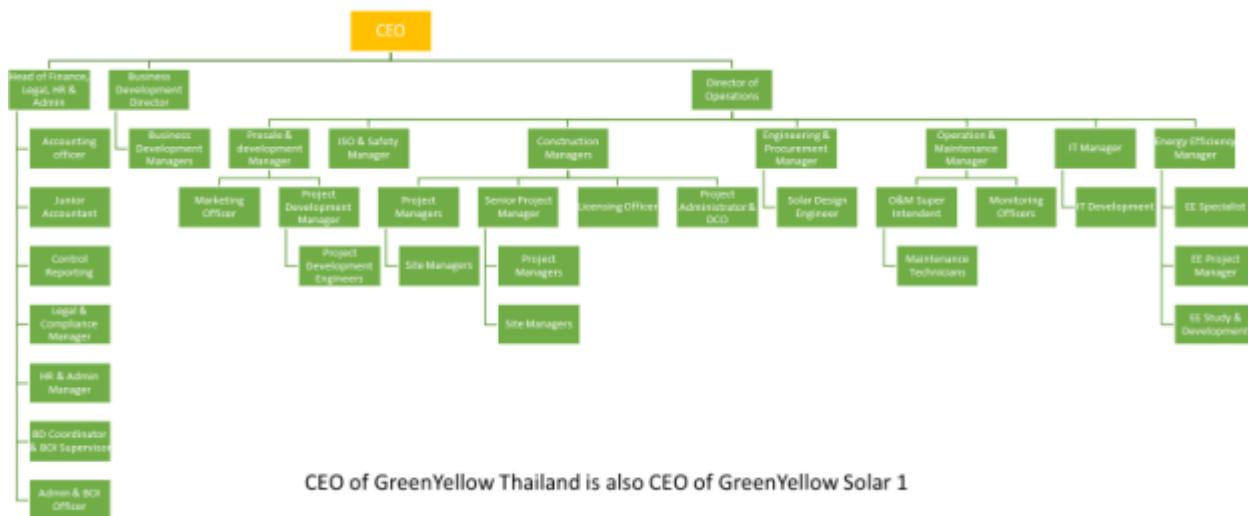 CEO
Head of Finance,
Legal, HR &
Admin
Business
Development
Director
Director of
Operations
Accounting
officer
Business
Development
Managers
Presale &
development
Manager
ISO & Safety
Manager
Construction
Managers
Engineering &
Procurement
Manager
Operation &
Maintenance
Manager
IT Manager
Energy Efficiency
Manager
Junior
Accountant
Marketing
Officer
Project
Development
Manager
Project
Managers
Senior Project
Manager
Licensing Officer
Project
Administrator &
DCO
Solar Design
Engineer
O&M Super
Intendent
Monitoring
Officers
IT Development
EE Specialist
Control
Reporting
Project
Development
Engineers
Site Managers
Project
Managers
Maintenance
Technicians
EE Project
Manager
Legal &
Compliance
Manager
Site Managers
EE Study &
Development
HR & Admin
Manager
BD Coordinator
& BOI Supervisor
Admin & BOI
Officer
CEO of GreenYellow Thailand is also CEO of GreenYellow Solar 1